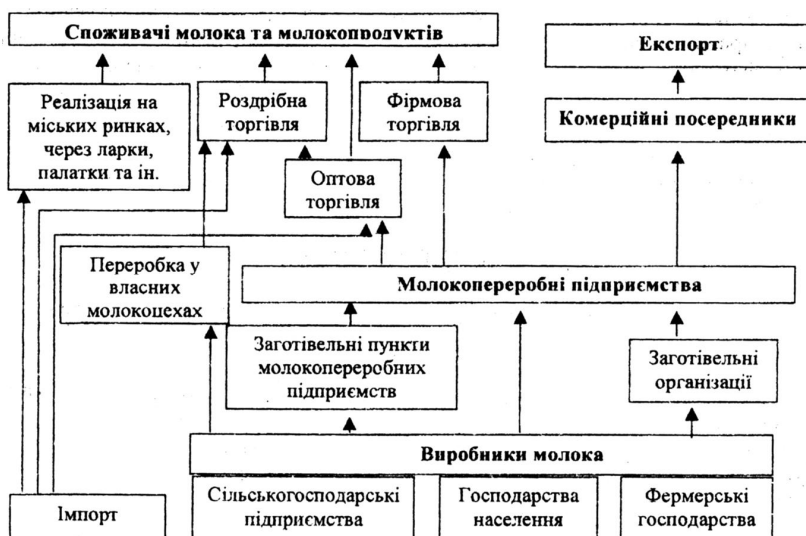 Споживачі молока та молокопродуктів
Експорт
Реалізація на
міських ринках,
через ларки,
палатки та ін.
Роздрібна
торгівля
Фірмова
торгівля
Комерційні посередники
Оптова
торгівля
Переробка у
власних
молокоцехах
Молокопереробні підприємства
Заготівельні пункти
молокопереробних
підприємств
Заготівельні
організації
Виробники молока
Сільськогосподарські
підприємства
Господарства
населення
Фермерські
господарства
Імпорт